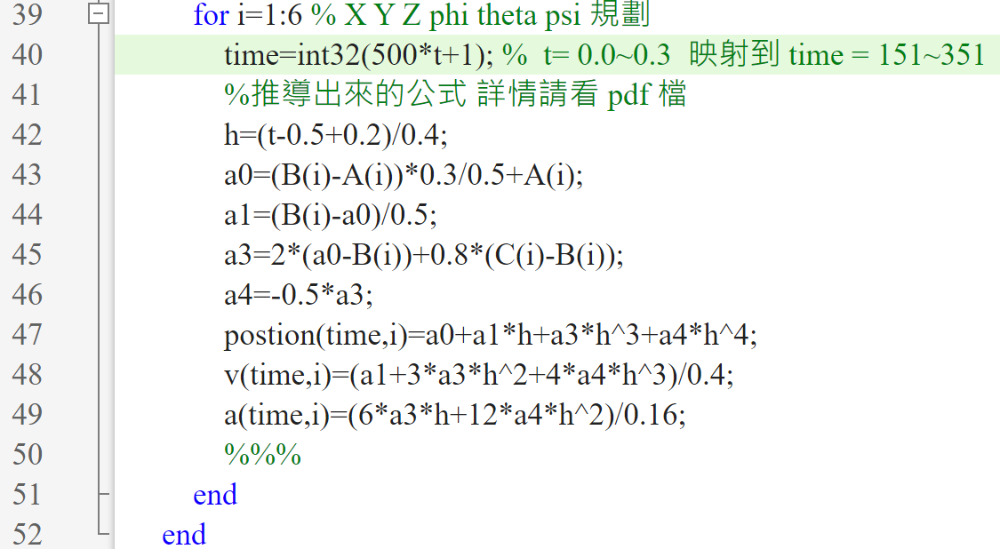 39 for i=1:6 % X Y Z phi theta psi 規劃
40 time=int32(500*t+1); % t= 0.0~0.3 映射到 time = 151~351
41 %推導出來的公式 詳情請看 pdf 檔
42 h=(t-0.5+0.2)/0.4;
43 a0=(B(i)-A(i))*0.3/0.5+A(i);
44 a1=(B(i)-a0)/0.5;
45 a3=2*(a0-B(i))+0.8*(C(i)-B(i));
46 a4=-0.5*a3;
47 postion(time,i)=a0+a1*h+a3*h^3+a4*h^4;
48 v(time,i)=(a1+3*a3*h^2+4*a4*h^3)/0.4;
49 a(time,i)=(6*a3*h+12*a4*h^2)/0.16;
50 %%%
51 end
52 end